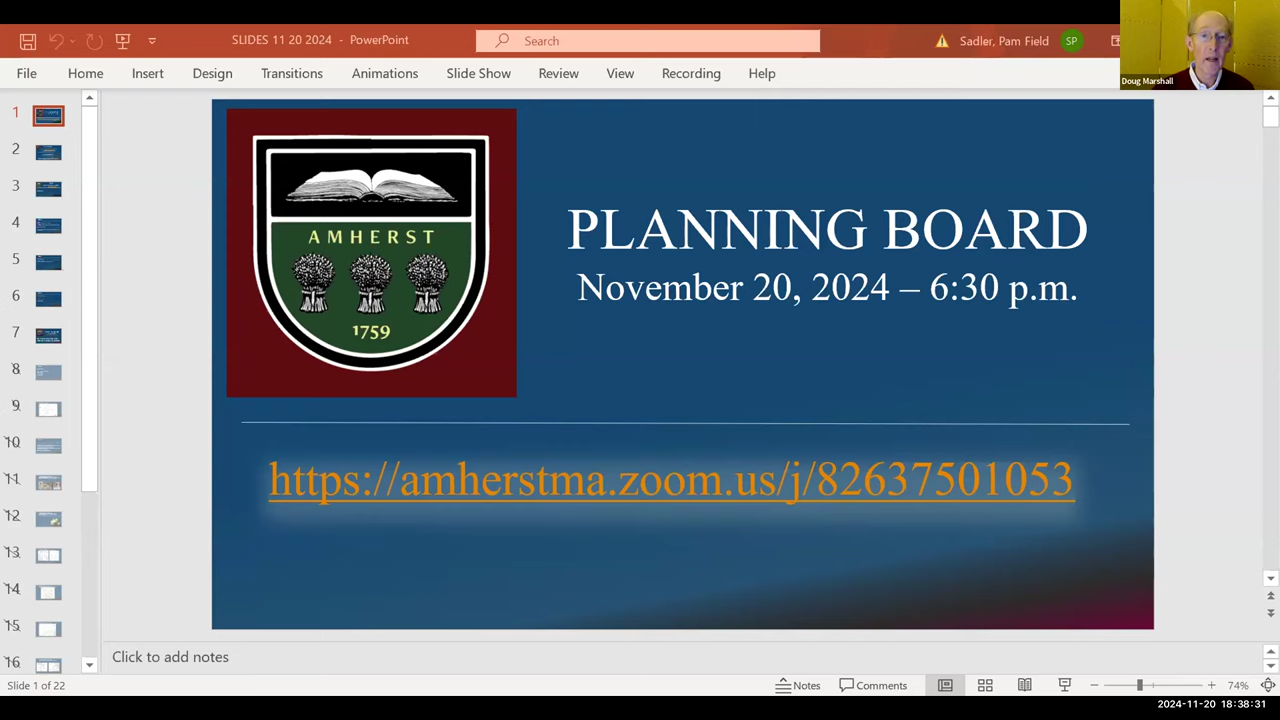 SLIDES 11 20 2024 - PowerPoint
Search
Sadler, Pam Field
SP
Doug Marshall
File
Home
Insert
Design
Transitions
Animations
Slide Show
Review
View
Recording
Help
1
2
3
4
5
6
7
8
9
10
11
12
13
14
15
16
AMHERST
1759
PLANNING BOARD
November 20, 2024 – 6:30 p.m.
https://amherstma.zoom.us/j/82637501053
Click to add notes
Slide 1 of 22
Notes
Comments
74%
2024-11-20 18:38:31